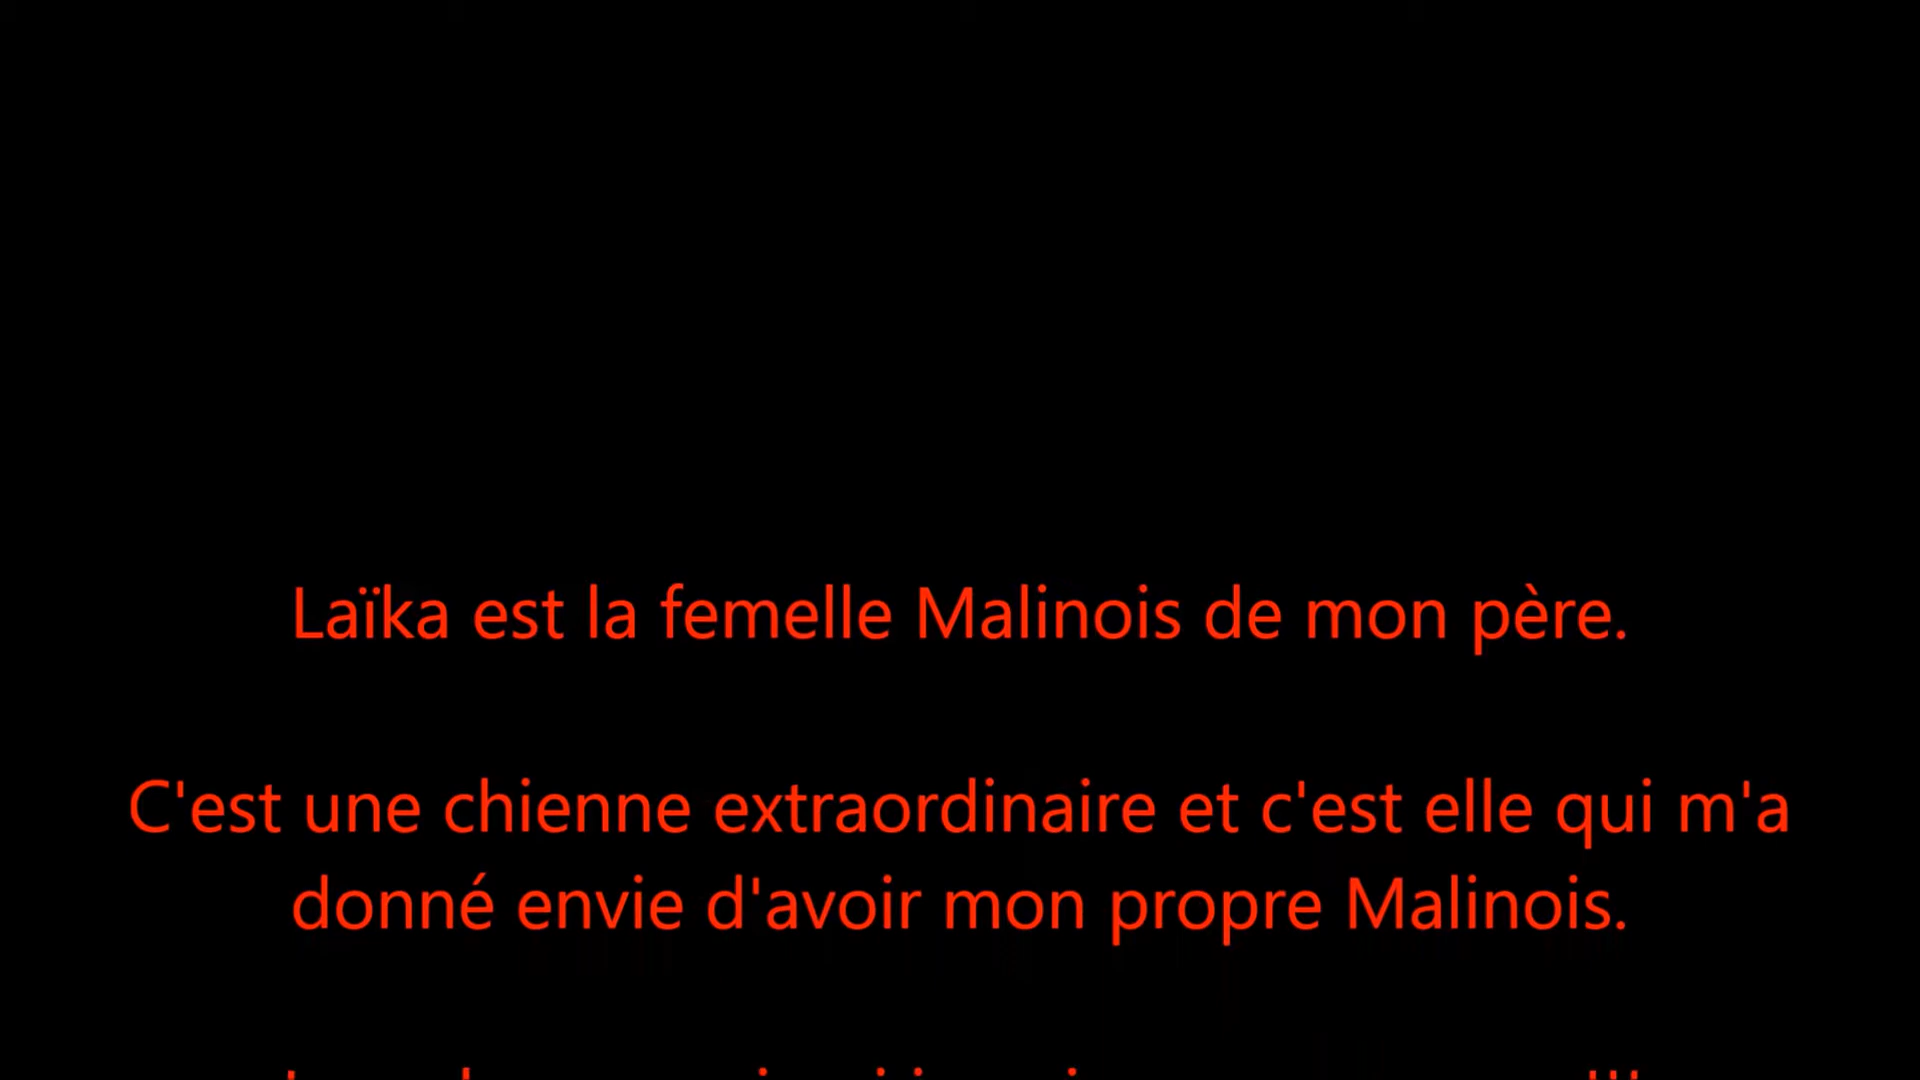 Laïka est la femelle Malinois de mon père.
C'est une chienne extraordinaire et c'est elle qui m'a
donné envie d'avoir mon propre Malinois.